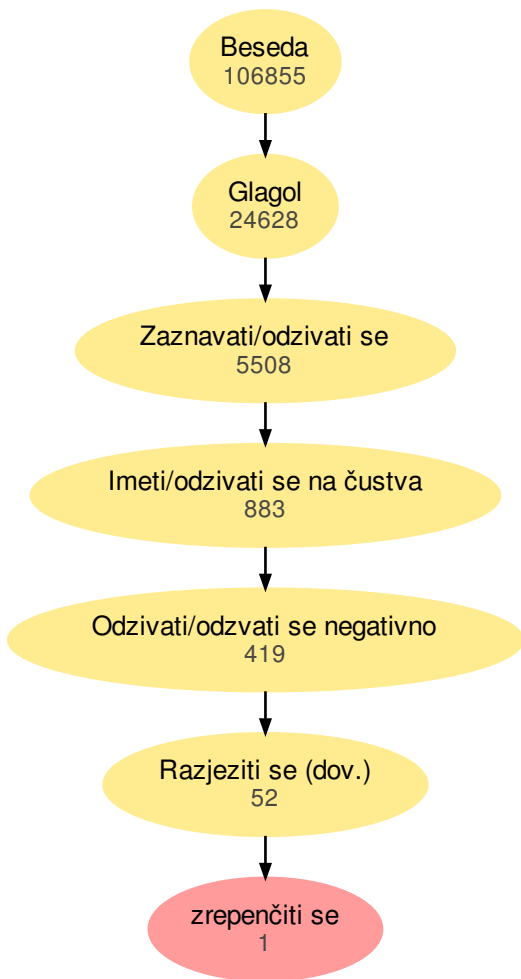 Beseda
106855
Glagol
24628
Zaznavati/odzivati se
5508
Imeti/odzivati se na čustva
883
Odzivati/odzvati se negativno
419
Razjeziti se (dov.)
52
zrepenčiti se
1